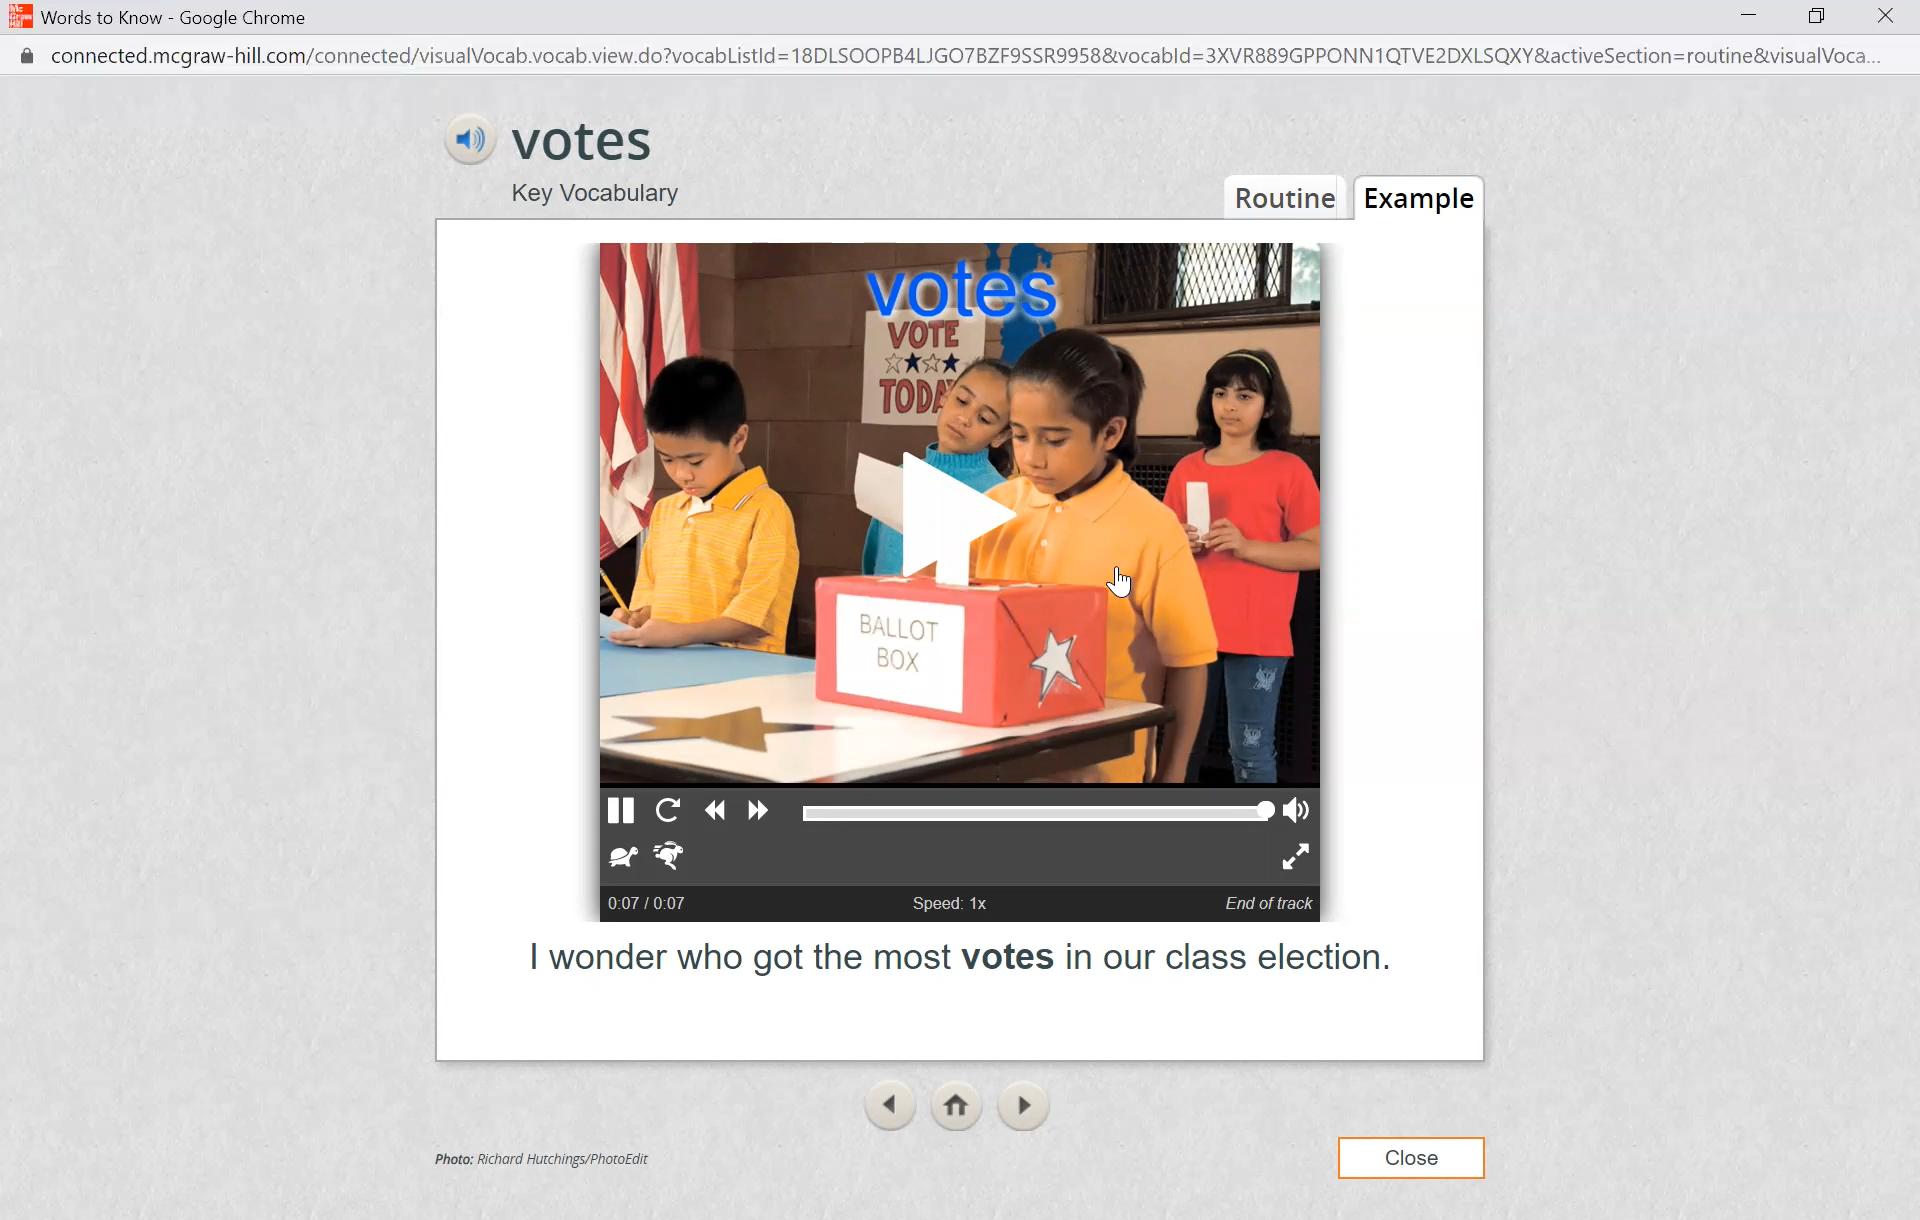 Words to Know - Google Chrome
connected.mcgraw-hill.com/connected/visualVocab.vocab.view.do?vocabListId=18DLSOOPB4LJGO7BZF9SSR9958&vocabId=3XVR889GPPONN1QTVE2DXLSQXY&activeSection=routine&visualVoca...
votes
Key Vocabulary
Routine
Example
votes
VOTE
TODAY
BALLOT
BOX
0:07 / 0:07
Speed: 1x
End of track
I wonder who got the most votes in our class election.
Photo: Richard Hutchings/PhotoEdit
Close